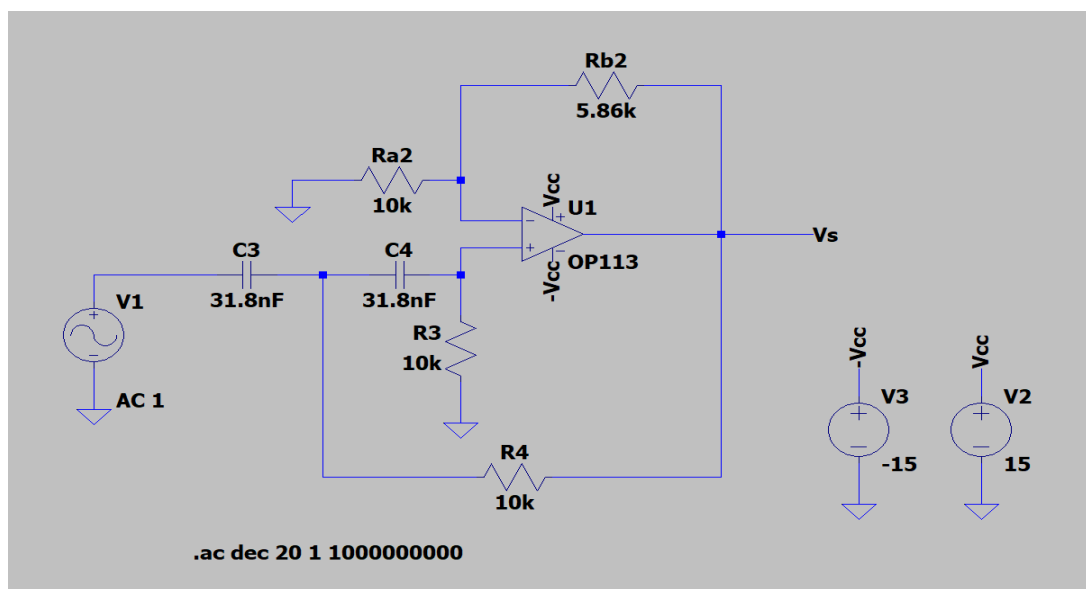 Rb2
5.86k
Ra2
10k
Vcc
U1
OP113
-Vcc
Vs
C3
31.8nF
C4
31.8nF
V1
AC 1
R3
10k
R4
10k
-Vcc
V3
-15
Vcc
V2
15
.ac dec 20 1 1000000000